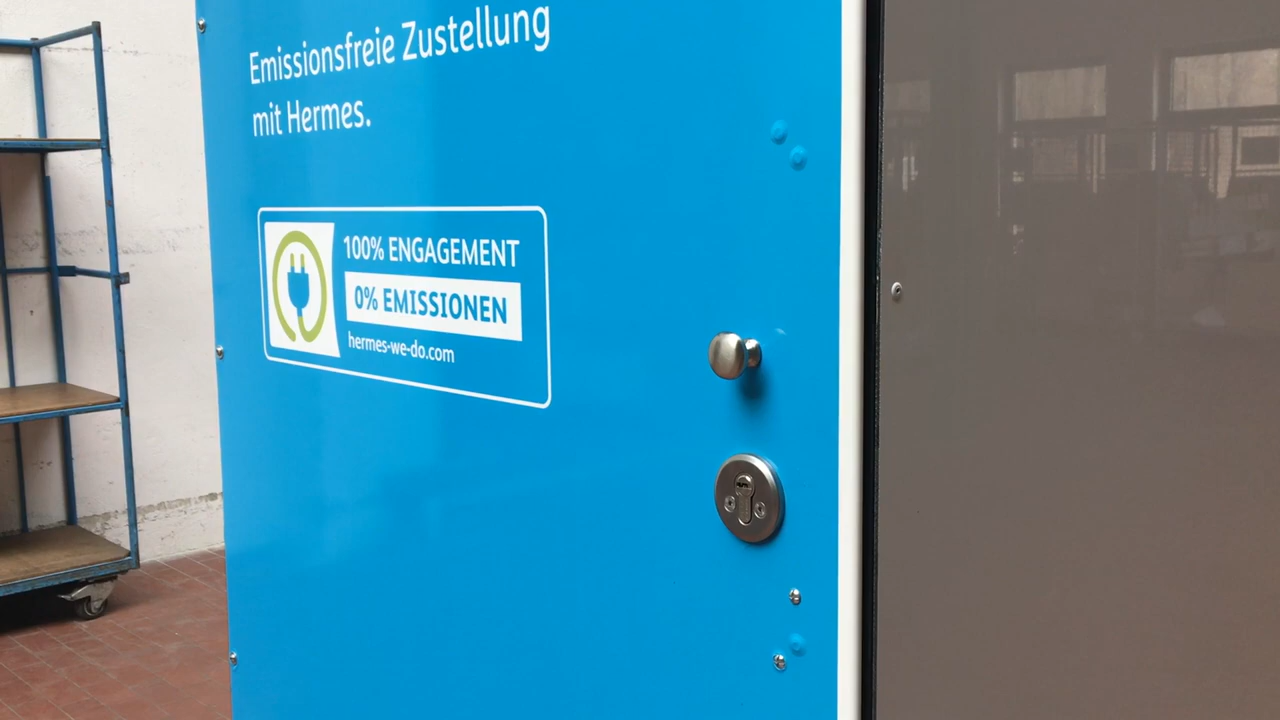 Emissionsfreie Zustellung
mit Hermes.
100% ENGAGEMENT
0% EMISSIONEN
hermes-we-do.com